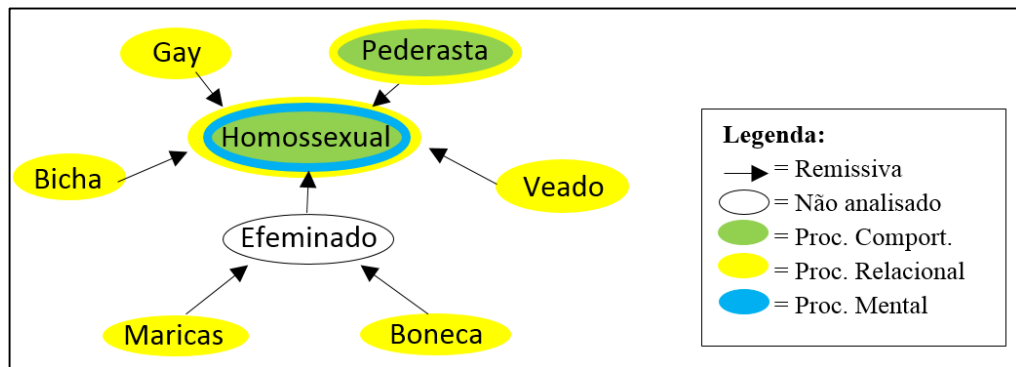 Gay
Pederasta
Homossexual
Bicha
Veado
Efeminado
Maricas
Boneca
Legenda:
= Remissiva
= Não analisado
= Proc. Comport.
= Proc. Relacional
= Proc. Mental